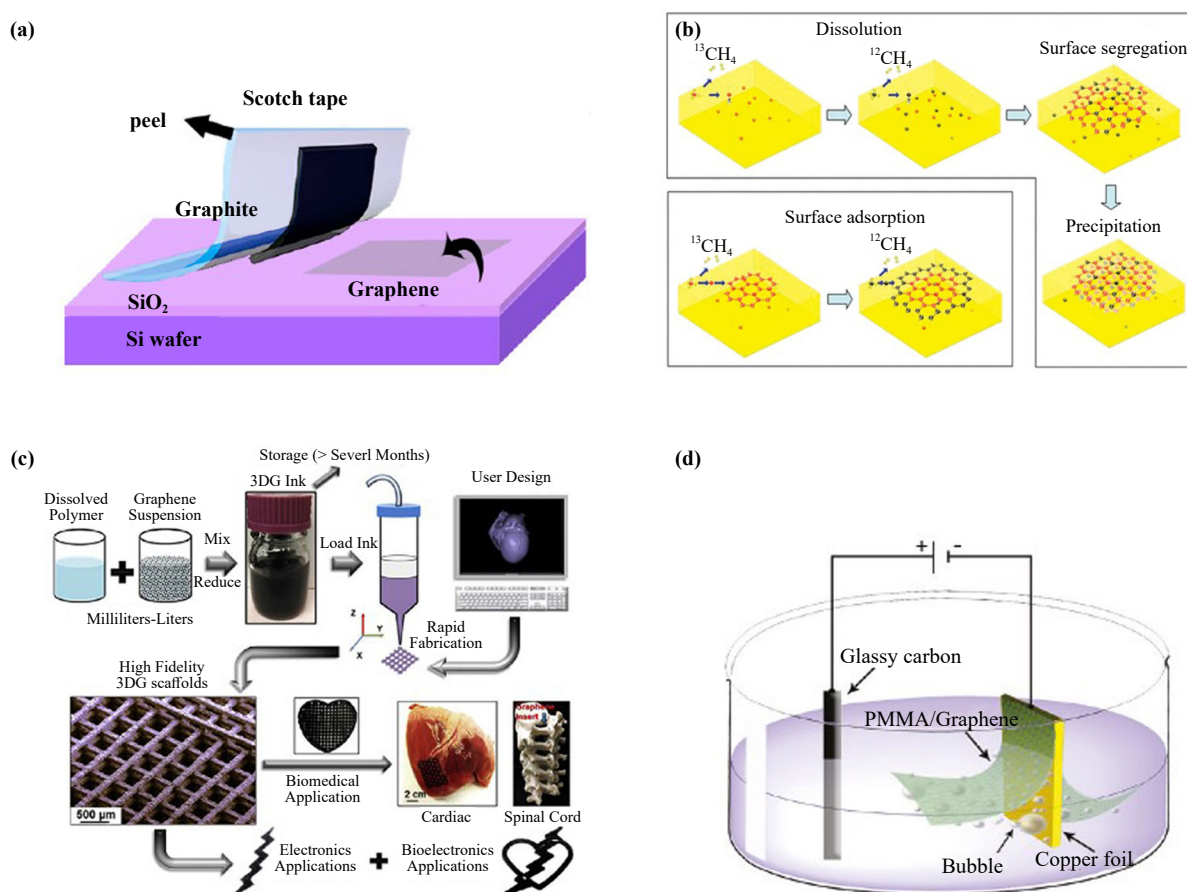 (a)
Scotch tape
peel
Graphite
Graphene
SiO₂
Si wafer
(b)
Dissolution
¹³CH₄
¹²CH₄
Surface segregation
Surface adsorption
¹³CH₄
¹²CH₄
Precipitation
(c)
Storage (> Severl Months)
3DG Ink
User Design
Dissolved
Polymer
Graphene
Suspension
Mix
Reduce
Load Ink
Milliliters-Liters
Z
Y
X
Rapid
Fabrication
High Fidelity
3DG scaffolds
500 µm
Biomedical
Application
2 cm
Cardiac
Graphene
Insert
Spinal Cord
Electronics
Applications
Bioelectronics
Applications
(d)
+ -
Glassy carbon
PMMA/Graphene
Bubble
Copper foil